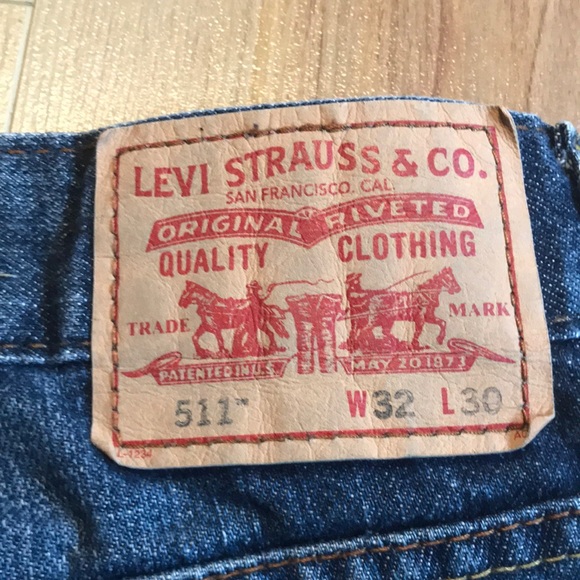 LEVI STRAUSS & CO.
SAN FRANCISCO, CAL.
ORIGINAL RIVETED
QUALITY CLOTHING
TRADE MARK
PATENTED IN U.S. MAY 20 1873
511™ W32 L30